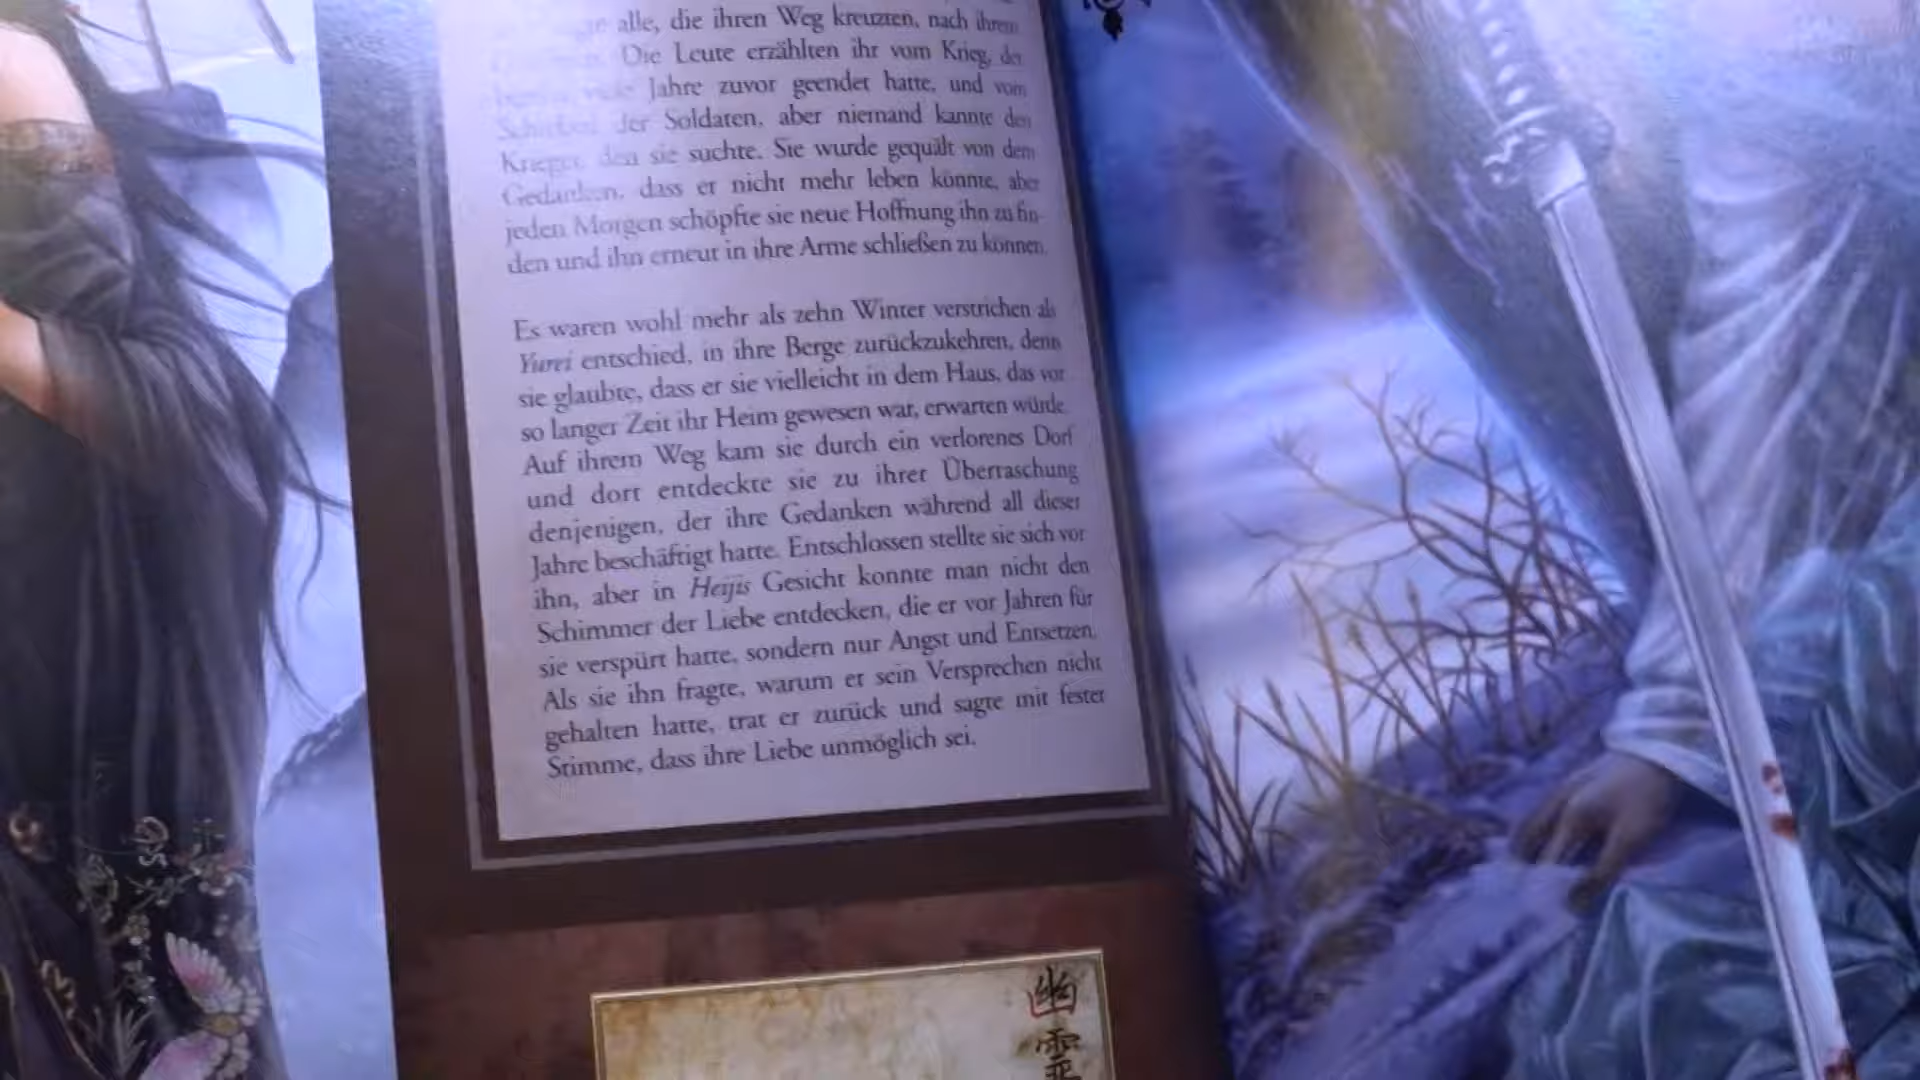 alle, die ihren Weg kreuzten, nach ihrem
Die Leute erzählten ihr vom Krieg, der
viele Jahre zuvor geendet hatte, und vom
der Soldaten, aber niemand kannte den
Krieger, den sie suchte. Sie wurde gequält von dem
Gedanken, dass er nicht mehr leben könnte, aber
jeden Morgen schöpfte sie neue Hoffnung ihn zu fin-
den und ihn erneut in ihre Arme schließen zu können.
Es waren wohl mehr als zehn Winter verstrichen als
Yurei entschied, in ihre Berge zurückzukehren, denn
sie glaubte, dass er sie vielleicht in dem Haus, das vor
so langer Zeit ihr Heim gewesen war, erwarten würde.
Auf ihrem Weg kam sie durch ein verlorenes Dorf
und dort entdeckte sie zu ihrer Überraschung
denjenigen, der ihre Gedanken während all dieser
Jahre beschäftigt hatte. Entschlossen stellte sie sich vor
ihn, aber in Heijis Gesicht konnte man nicht den
Schimmer der Liebe entdecken, die er vor Jahren für
sie verspürt hatte, sondern nur Angst und Entsetzen.
Als sie ihn fragte, warum er sein Versprechen nicht
gehalten hatte, trat er zurück und sagte mit fester
Stimme, dass ihre Liebe unmöglich sei.
幽
霊